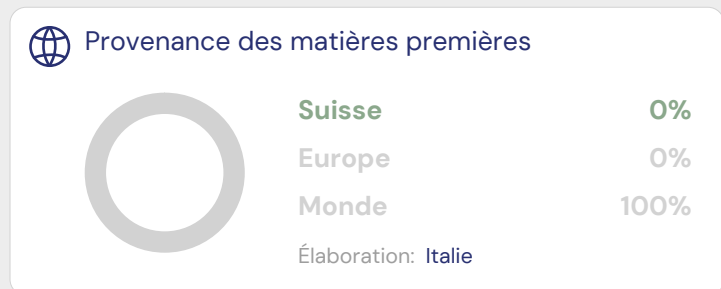 Provenance des matières premières
Suisse 0%
Europe 0%
Monde 100%
Élaboration: Italie